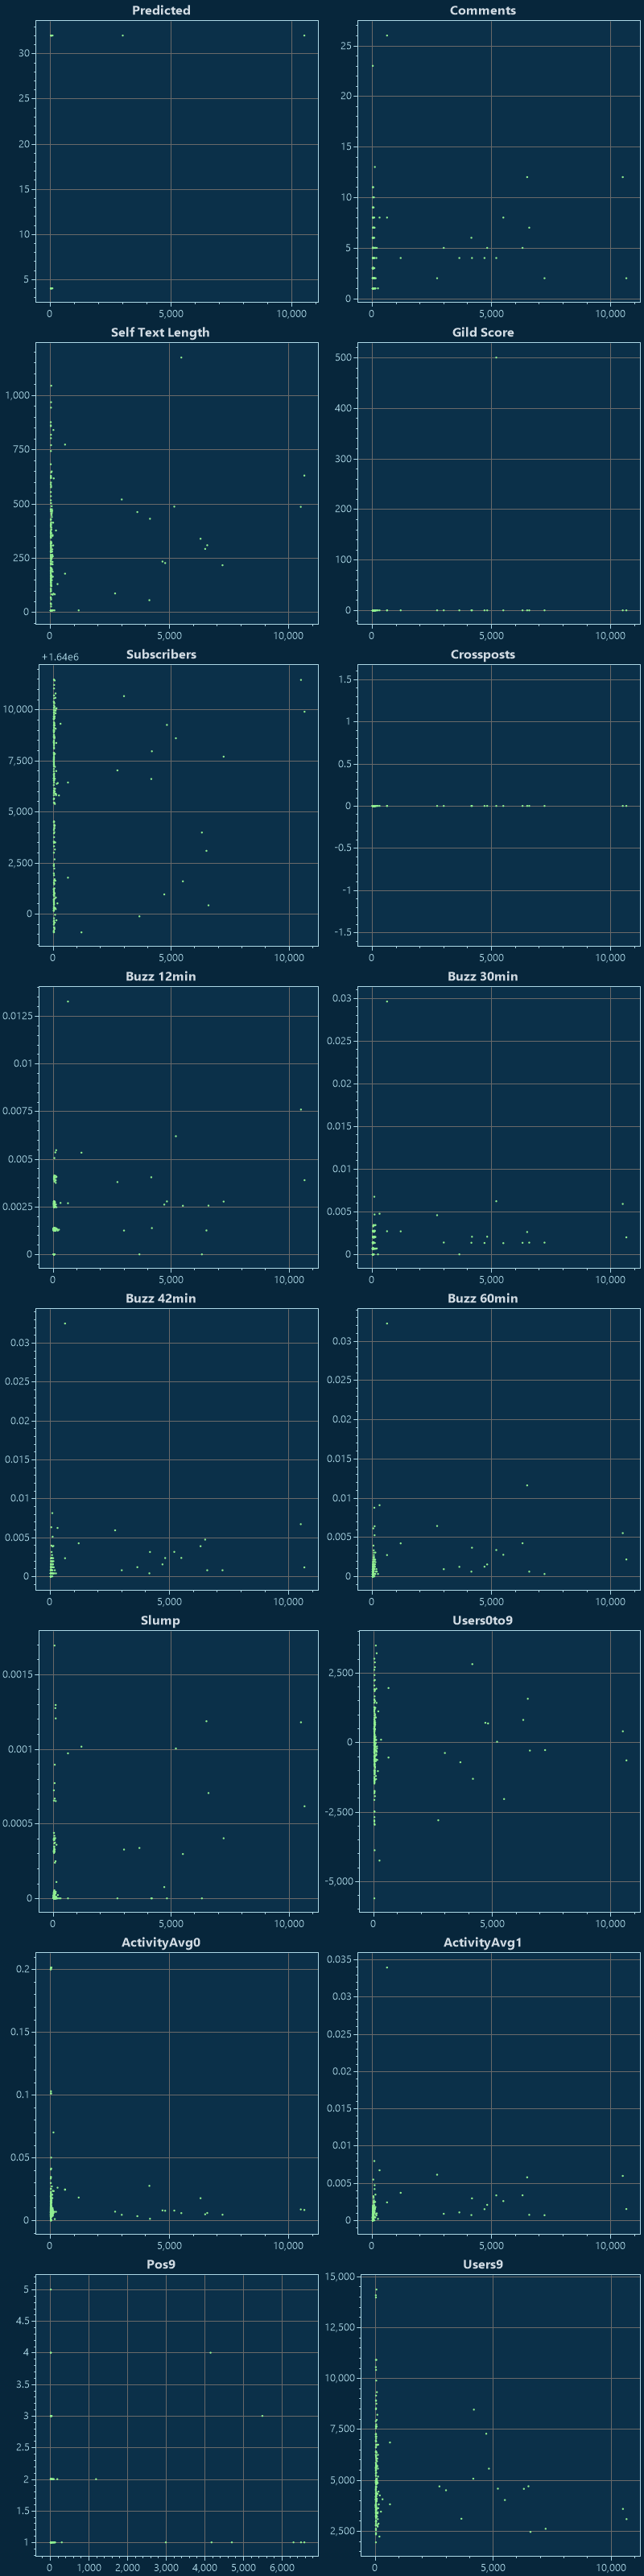 Predicted
30
25
20
15
10
5
0 5,000 10,000
Comments
25
20
15
10
5
0
0 5,000 10,000
Self Text Length
1,000
750
500
250
0
0 5,000 10,000
Gild Score
500
400
300
200
100
0
0 5,000 10,000
Subscribers
+1.64e6
10,000
7,500
5,000
2,500
0
0 5,000 10,000
Crossposts
1.5
1
0.5
0
-0.5
-1
-1.5
0 5,000 10,000
Buzz 12min
0.0125
0.01
0.0075
0.005
0.0025
0
0 5,000 10,000
Buzz 30min
0.03
0.025
0.02
0.015
0.01
0.005
0
0 5,000 10,000
Buzz 42min
0.03
0.025
0.02
0.015
0.01
0.005
0
0 5,000 10,000
Buzz 60min
0.03
0.025
0.02
0.015
0.01
0.005
0
0 5,000 10,000
Slump
0.0015
0.001
0.0005
0
0 5,000 10,000
Users0to9
2,500
0
-2,500
-5,000
0 5,000 10,000
ActivityAvg0
0.2
0.15
0.1
0.05
0
0 5,000 10,000
ActivityAvg1
0.035
0.03
0.025
0.02
0.015
0.01
0.005
0
0 5,000 10,000
Pos9
5
4.5
4
3.5
3
2.5
2
1.5
1
0 1,000 2,000 3,000 4,000 5,000 6,000
Users9
15,000
12,500
10,000
7,500
5,000
2,500
0 5,000 10,000